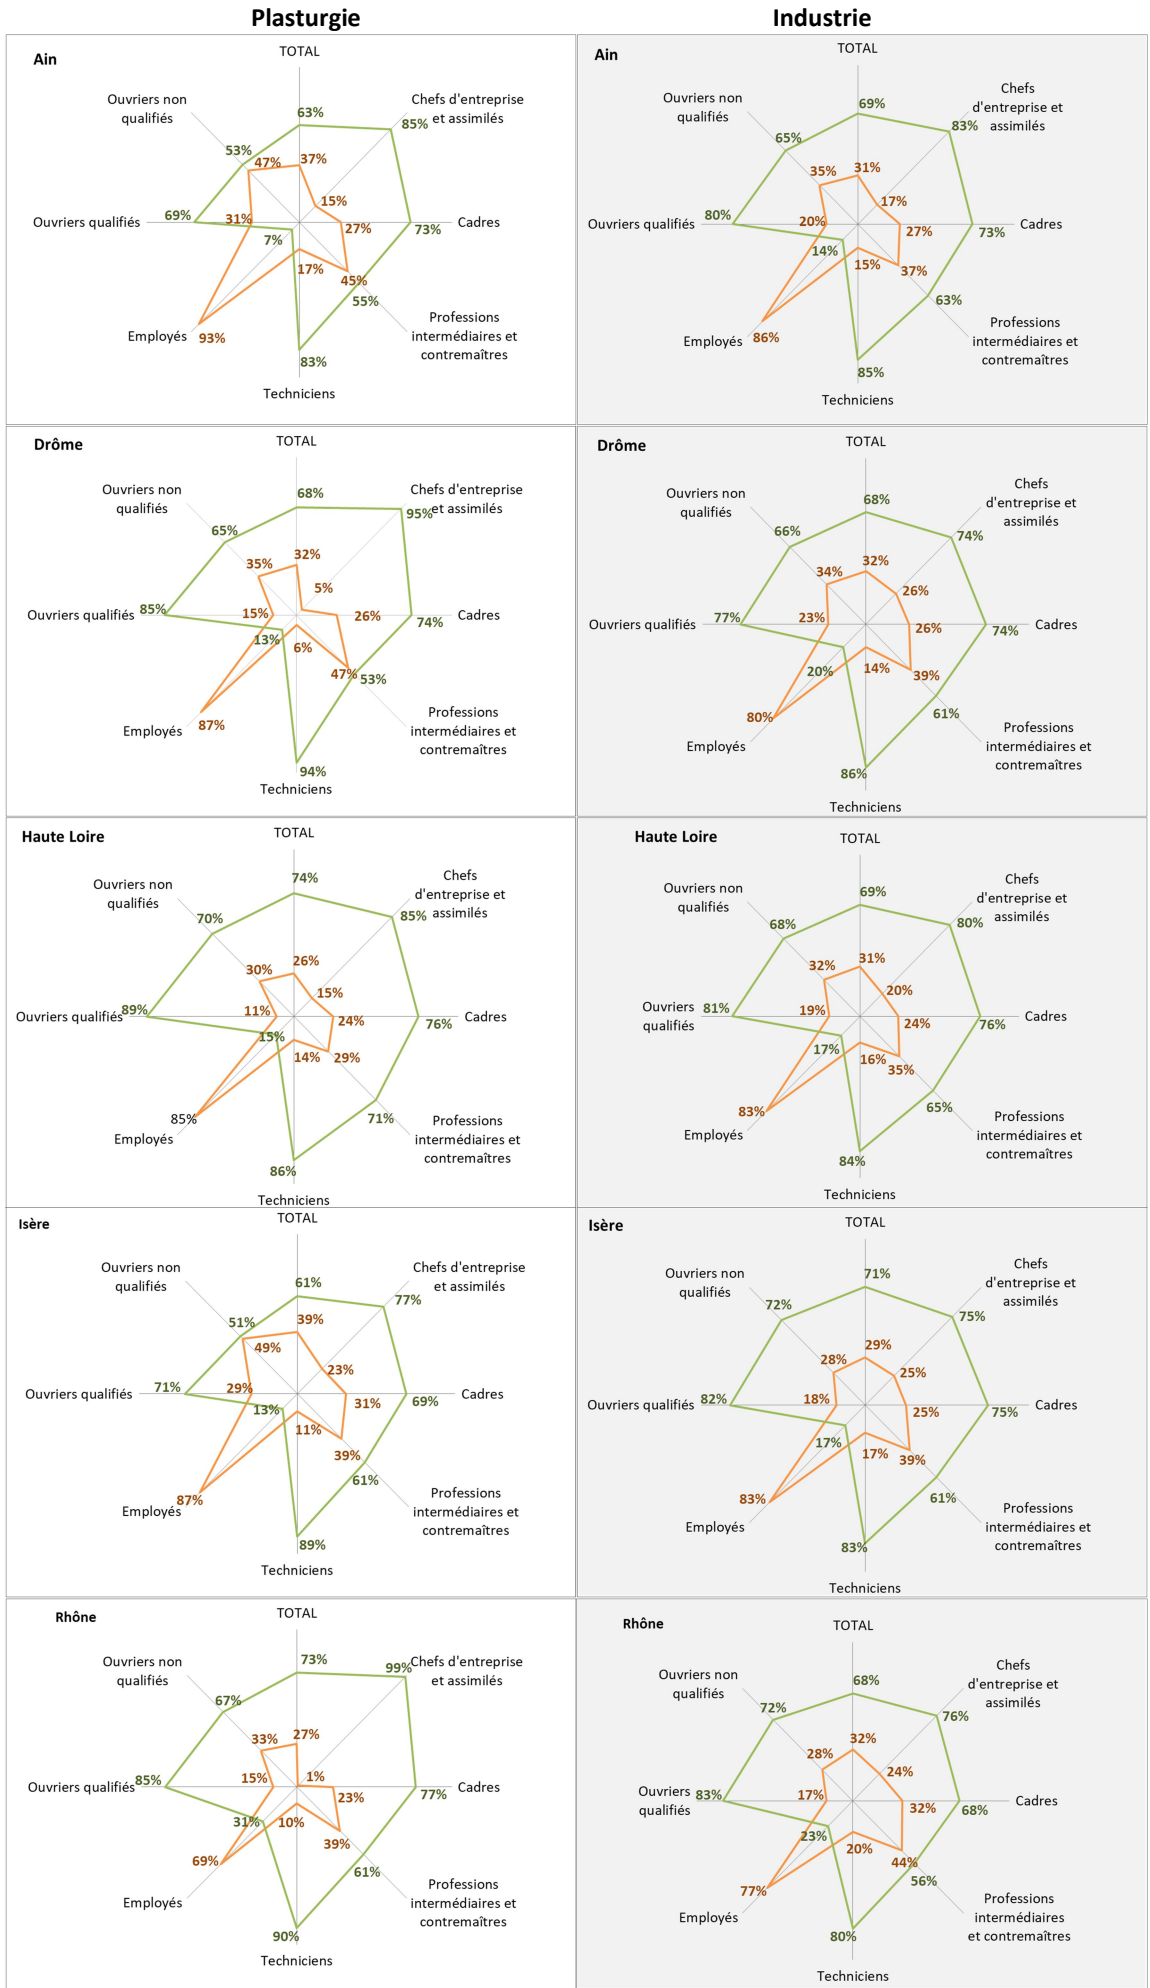 Plasturgie
Industrie
Ain
TOTAL
Ouvriers non
qualifiés
Chefs d'entreprise
et assimilés
63%
85%
53%
47%
37%
15%
Ouvriers qualifiés
69%
31%
27%
73%
Cadres
7%
17%
45%
55%
Professions
intermédiaires et
contremaîtres
Employés
93%
83%
Techniciens
Ain
TOTAL
Ouvriers non
qualifiés
Chefs
d'entreprise et
assimilés
69%
83%
65%
35%
31%
17%
Ouvriers qualifiés
80%
20%
27%
73%
Cadres
14%
15%
37%
63%
Professions
intermédiaires et
contremaîtres
Employés
86%
85%
Techniciens
Drôme
TOTAL
Ouvriers non
qualifiés
Chefs d'entreprise
et assimilés
68%
95%
65%
35%
32%
5%
Ouvriers qualifiés
85%
15%
26%
74%
Cadres
13%
6%
47%
53%
Professions
intermédiaires et
contremaîtres
Employés
87%
94%
Techniciens
Drôme
TOTAL
Ouvriers non
qualifiés
Chefs
d'entreprise et
assimilés
68%
74%
66%
34%
32%
26%
Ouvriers qualifiés
77%
23%
26%
74%
Cadres
20%
14%
39%
61%
Professions
intermédiaires et
contremaîtres
Employés
80%
86%
Techniciens
Haute Loire
TOTAL
Ouvriers non
qualifiés
Chefs
d'entreprise et
assimilés
74%
85%
70%
30%
26%
15%
Ouvriers qualifiés
89%
11%
24%
76%
Cadres
15%
14%
29%
71%
Professions
intermédiaires et
contremaîtres
Employés
85%
86%
Techniciens
Haute Loire
TOTAL
Ouvriers non
qualifiés
Chefs
d'entreprise et
assimilés
69%
80%
68%
32%
31%
20%
Ouvriers
qualifiés
81%
19%
24%
76%
Cadres
17%
16%
35%
65%
Professions
intermédiaires et
contremaîtres
Employés
83%
84%
Techniciens
Isère
TOTAL
Ouvriers non
qualifiés
Chefs d'entreprise
et assimilés
61%
77%
51%
49%
39%
23%
Ouvriers qualifiés
71%
29%
31%
69%
Cadres
13%
11%
39%
61%
Professions
intermédiaires et
contremaîtres
Employés
87%
89%
Techniciens
Isère
TOTAL
Ouvriers non
qualifiés
Chefs
d'entreprise et
assimilés
71%
75%
72%
28%
29%
25%
Ouvriers qualifiés
82%
18%
25%
75%
Cadres
17%
17%
39%
61%
Professions
intermédiaires et
contremaîtres
Employés
83%
83%
Techniciens
Rhône
TOTAL
Ouvriers non
qualifiés
Chefs d'entreprise
et assimilés
73%
99%
67%
33%
27%
1%
Ouvriers qualifiés
85%
15%
23%
77%
Cadres
31%
10%
39%
61%
Professions
intermédiaires et
contremaîtres
Employés
69%
90%
Techniciens
Rhône
TOTAL
Ouvriers non
qualifiés
Chefs
d'entreprise et
assimilés
68%
76%
72%
28%
32%
24%
Ouvriers
qualifiés
83%
17%
32%
68%
Cadres
23%
20%
44%
56%
Professions
intermédiaires
et contremaîtres
Employés
77%
80%
Techniciens